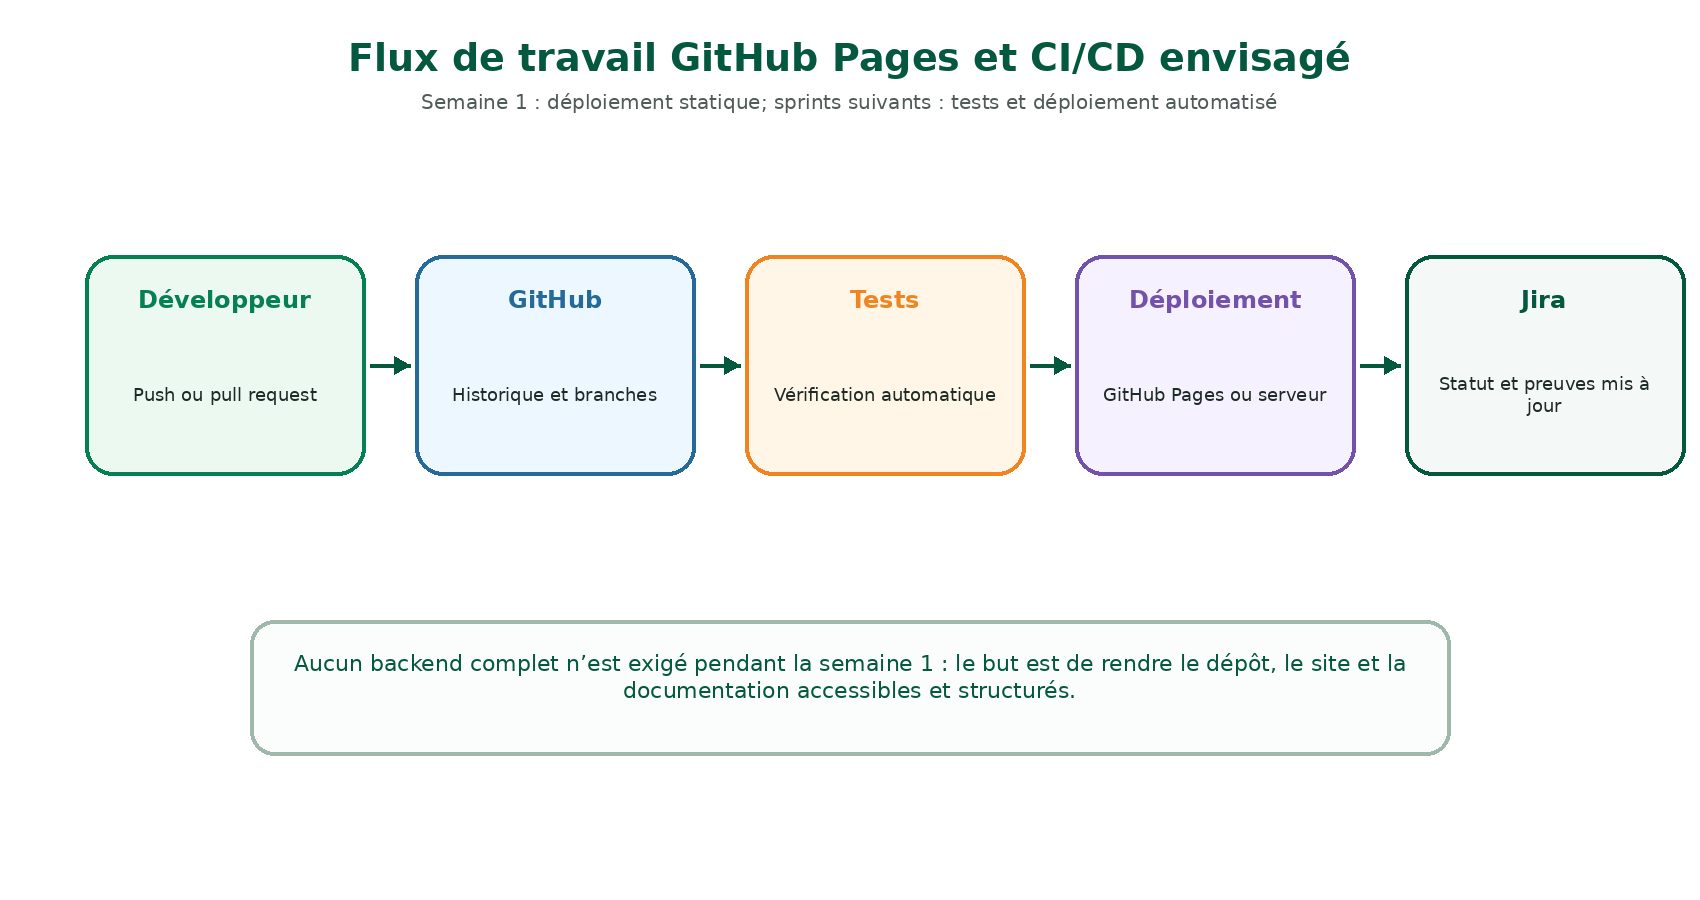 Flux de travail GitHub Pages et CI/CD envisagé
Semaine 1 : déploiement statique; sprints suivants : tests et déploiement automatisé
Développeur
Push ou pull request
GitHub
Historique et branches
Tests
Vérification automatique
Déploiement
GitHub Pages ou serveur
Jira
Statut et preuves mis à
jour
Aucun backend complet n’est exigé pendant la semaine 1 : le but est de rendre le dépôt, le site et la
documentation accessibles et structurés.